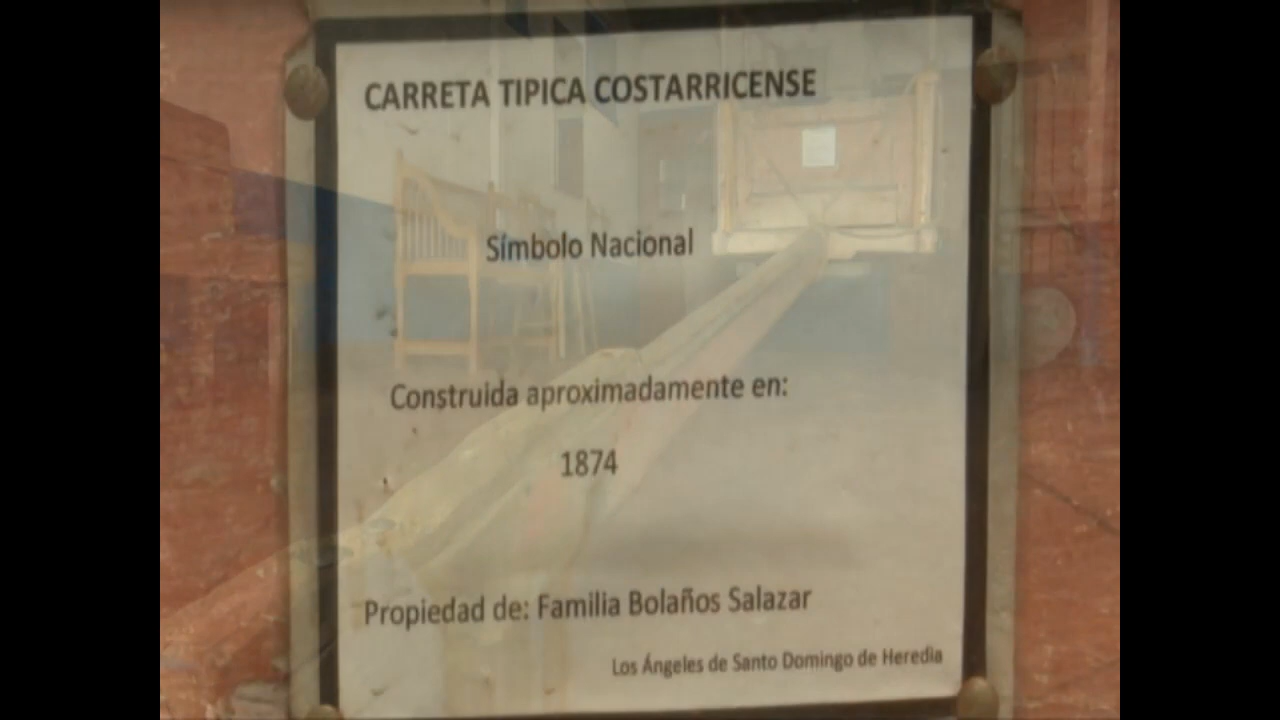 CARRETA TIPICA COSTARRICENSE
Símbolo Nacional
Construida aproximadamente en:
1874
Propiedad de: Familia Bolaños Salazar
Los Ángeles de Santo Domingo de Heredia